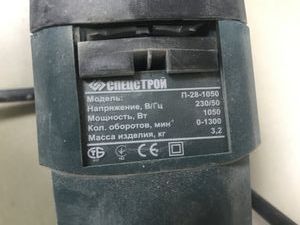 СПЕЦСТРОЙ
Модель: П-28-1050
Напряжение, В/Гц 230/50
Мощность, Вт 1050
Кол. оборотов, мин⁻ 0-1300
Масса изделия, кг 3,2
CE